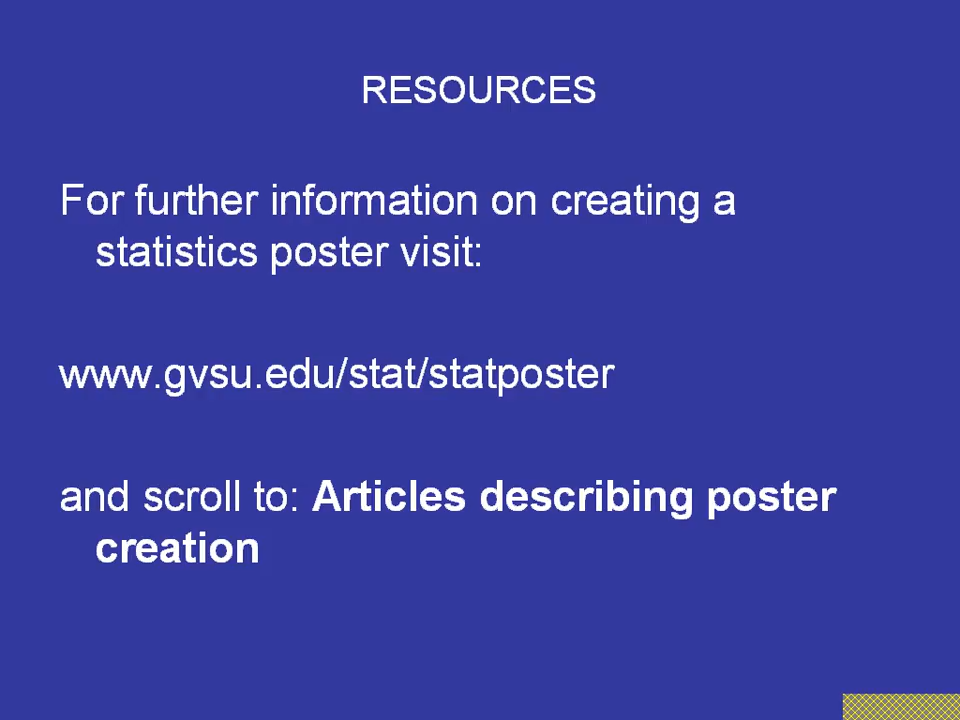 RESOURCES
For further information on creating a
statistics poster visit:
www.gvsu.edu/stat/statposter
and scroll to: Articles describing poster
creation